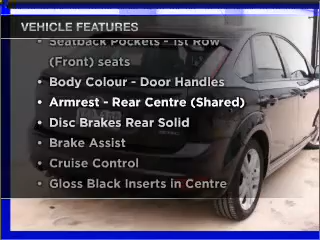 VEHICLE FEATURES
• Seatback Pockets - 1st Row
(Front) seats
• Body Colour - Door Handles
• Armrest - Rear Centre (Shared)
• Disc Brakes Rear Solid
• Brake Assist
• Cruise Control
• Gloss Black Inserts in Centre